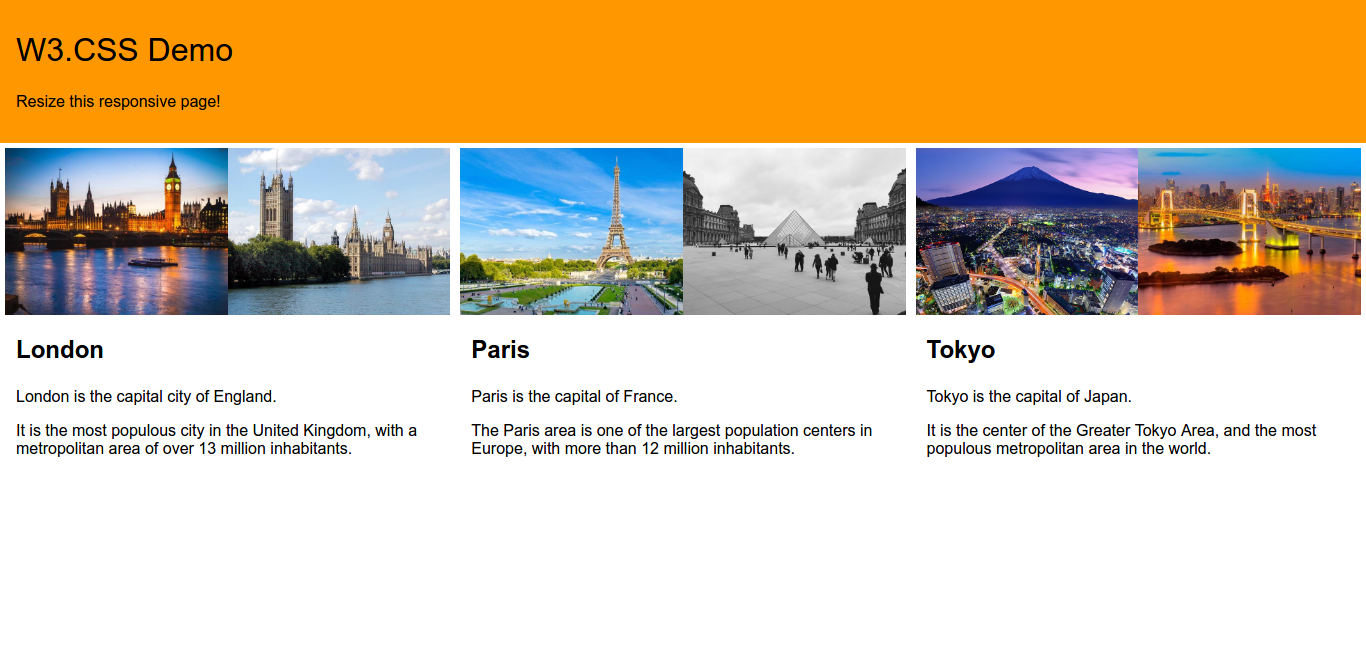 W3.CSS Demo
Resize this responsive page!
London
London is the capital city of England.
It is the most populous city in the United Kingdom, with a
metropolitan area of over 13 million inhabitants.
Paris
Paris is the capital of France.
The Paris area is one of the largest population centers in
Europe, with more than 12 million inhabitants.
Tokyo
Tokyo is the capital of Japan.
It is the center of the Greater Tokyo Area, and the most
populous metropolitan area in the world.